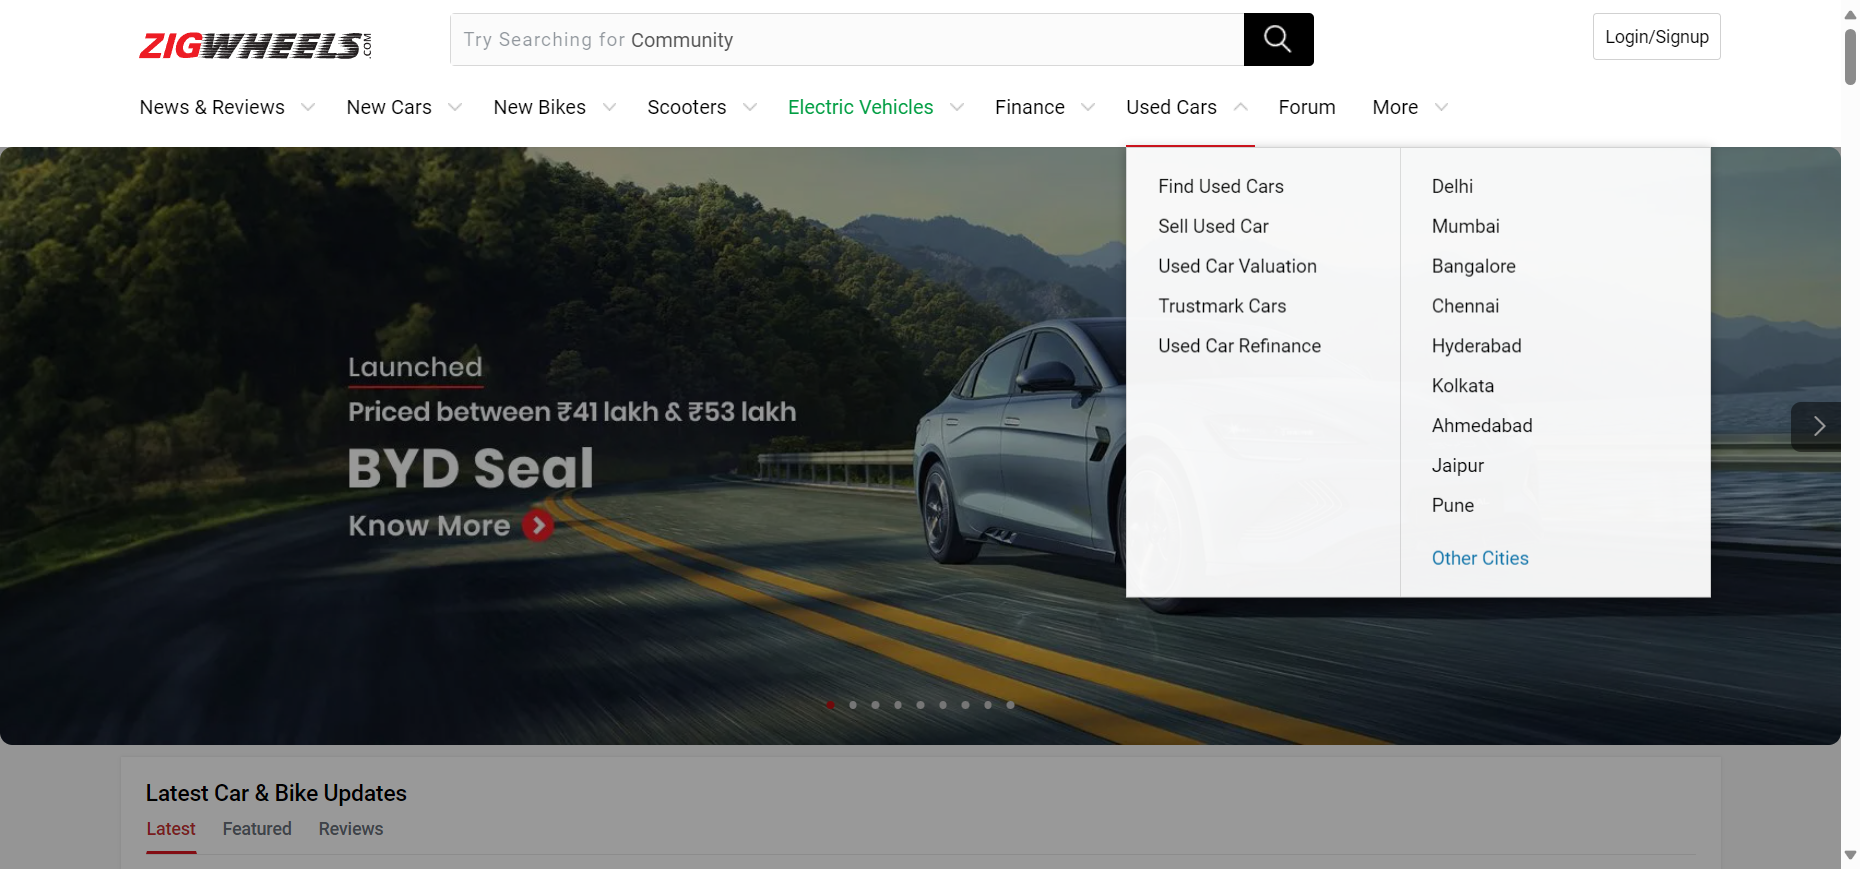 ZIGWHEELS.COM
Try Searching for Community
Login/Signup
News & Reviews New Cars New Bikes Scooters Electric Vehicles Finance Used Cars Forum More
Find Used Cars
Sell Used Car
Used Car Valuation
Trustmark Cars
Used Car Refinance
Delhi
Mumbai
Bangalore
Chennai
Hyderabad
Kolkata
Ahmedabad
Jaipur
Pune
Other Cities
Launched
Priced between ₹41 lakh & ₹53 lakh
BYD Seal
Know More
Latest Car & Bike Updates
Latest Featured Reviews